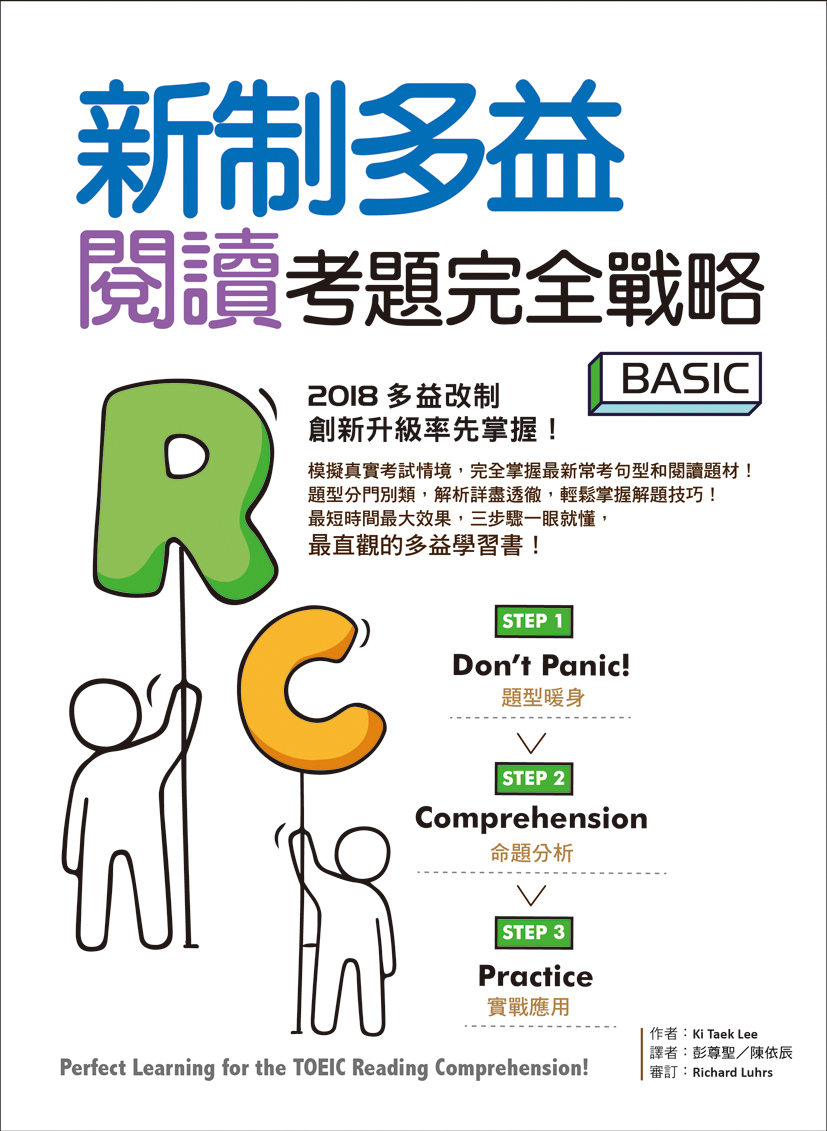 新制多益
閱讀考題完全戰略
BASIC
2018 多益改制
創新升級率先掌握！
模擬真實考試情境，完全掌握最新常考句型和閱讀題材！
題型分門別類，解析詳盡透徹，輕鬆掌握解題技巧！
最短時間最大效果，三步驟一眼就懂，
最直觀的多益學習書！
R
C
STEP 1
Don't Panic!
題型暖身
STEP 2
Comprehension
命題分析
STEP 3
Practice
實戰應用
作者：Ki Taek Lee
譯者：彭尊聖／陳依辰
審訂：Richard Luhrs
Perfect Learning for the TOEIC Reading Comprehension!